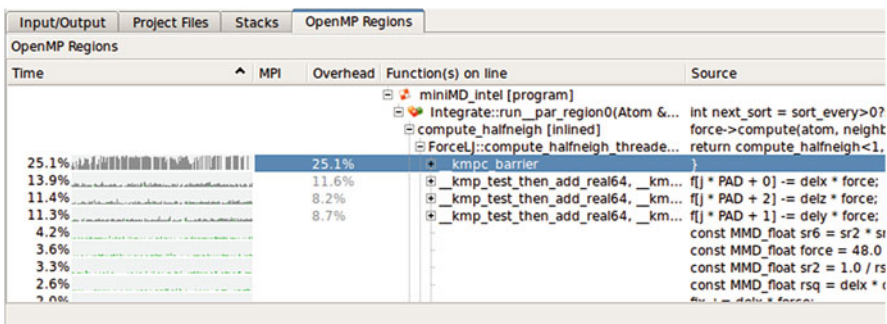 Input/Output Project Files Stacks OpenMP Regions
OpenMP Regions
Time MPI Overhead Function(s) on line Source
miniMD_intel [program]
Integrate::run__par_region0(Atom &... int next_sort = sort_every>0?
compute_halfneigh [inlined] force->compute(atom, neighb
ForceLJ::compute_halfneigh_threade... return compute_halfneigh<1,
25.1% 25.1% __kmpc_barrier }
13.9% 11.6% __kmp_test_then_add_real64, __km... f[j * PAD + 0] -= delx * force;
11.4% 8.2% __kmp_test_then_add_real64, __km... f[j * PAD + 2] -= delz * force;
11.3% 8.7% __kmp_test_then_add_real64, __km... f[j * PAD + 1] -= dely * force;
4.2% const MMD_float sr6 = sr2 * sr
3.6% const MMD_float force = 48.0
3.3% const MMD_float sr2 = 1.0 / rs
2.6% const MMD_float rsq = delx * d
2.0% fix += delx * force;